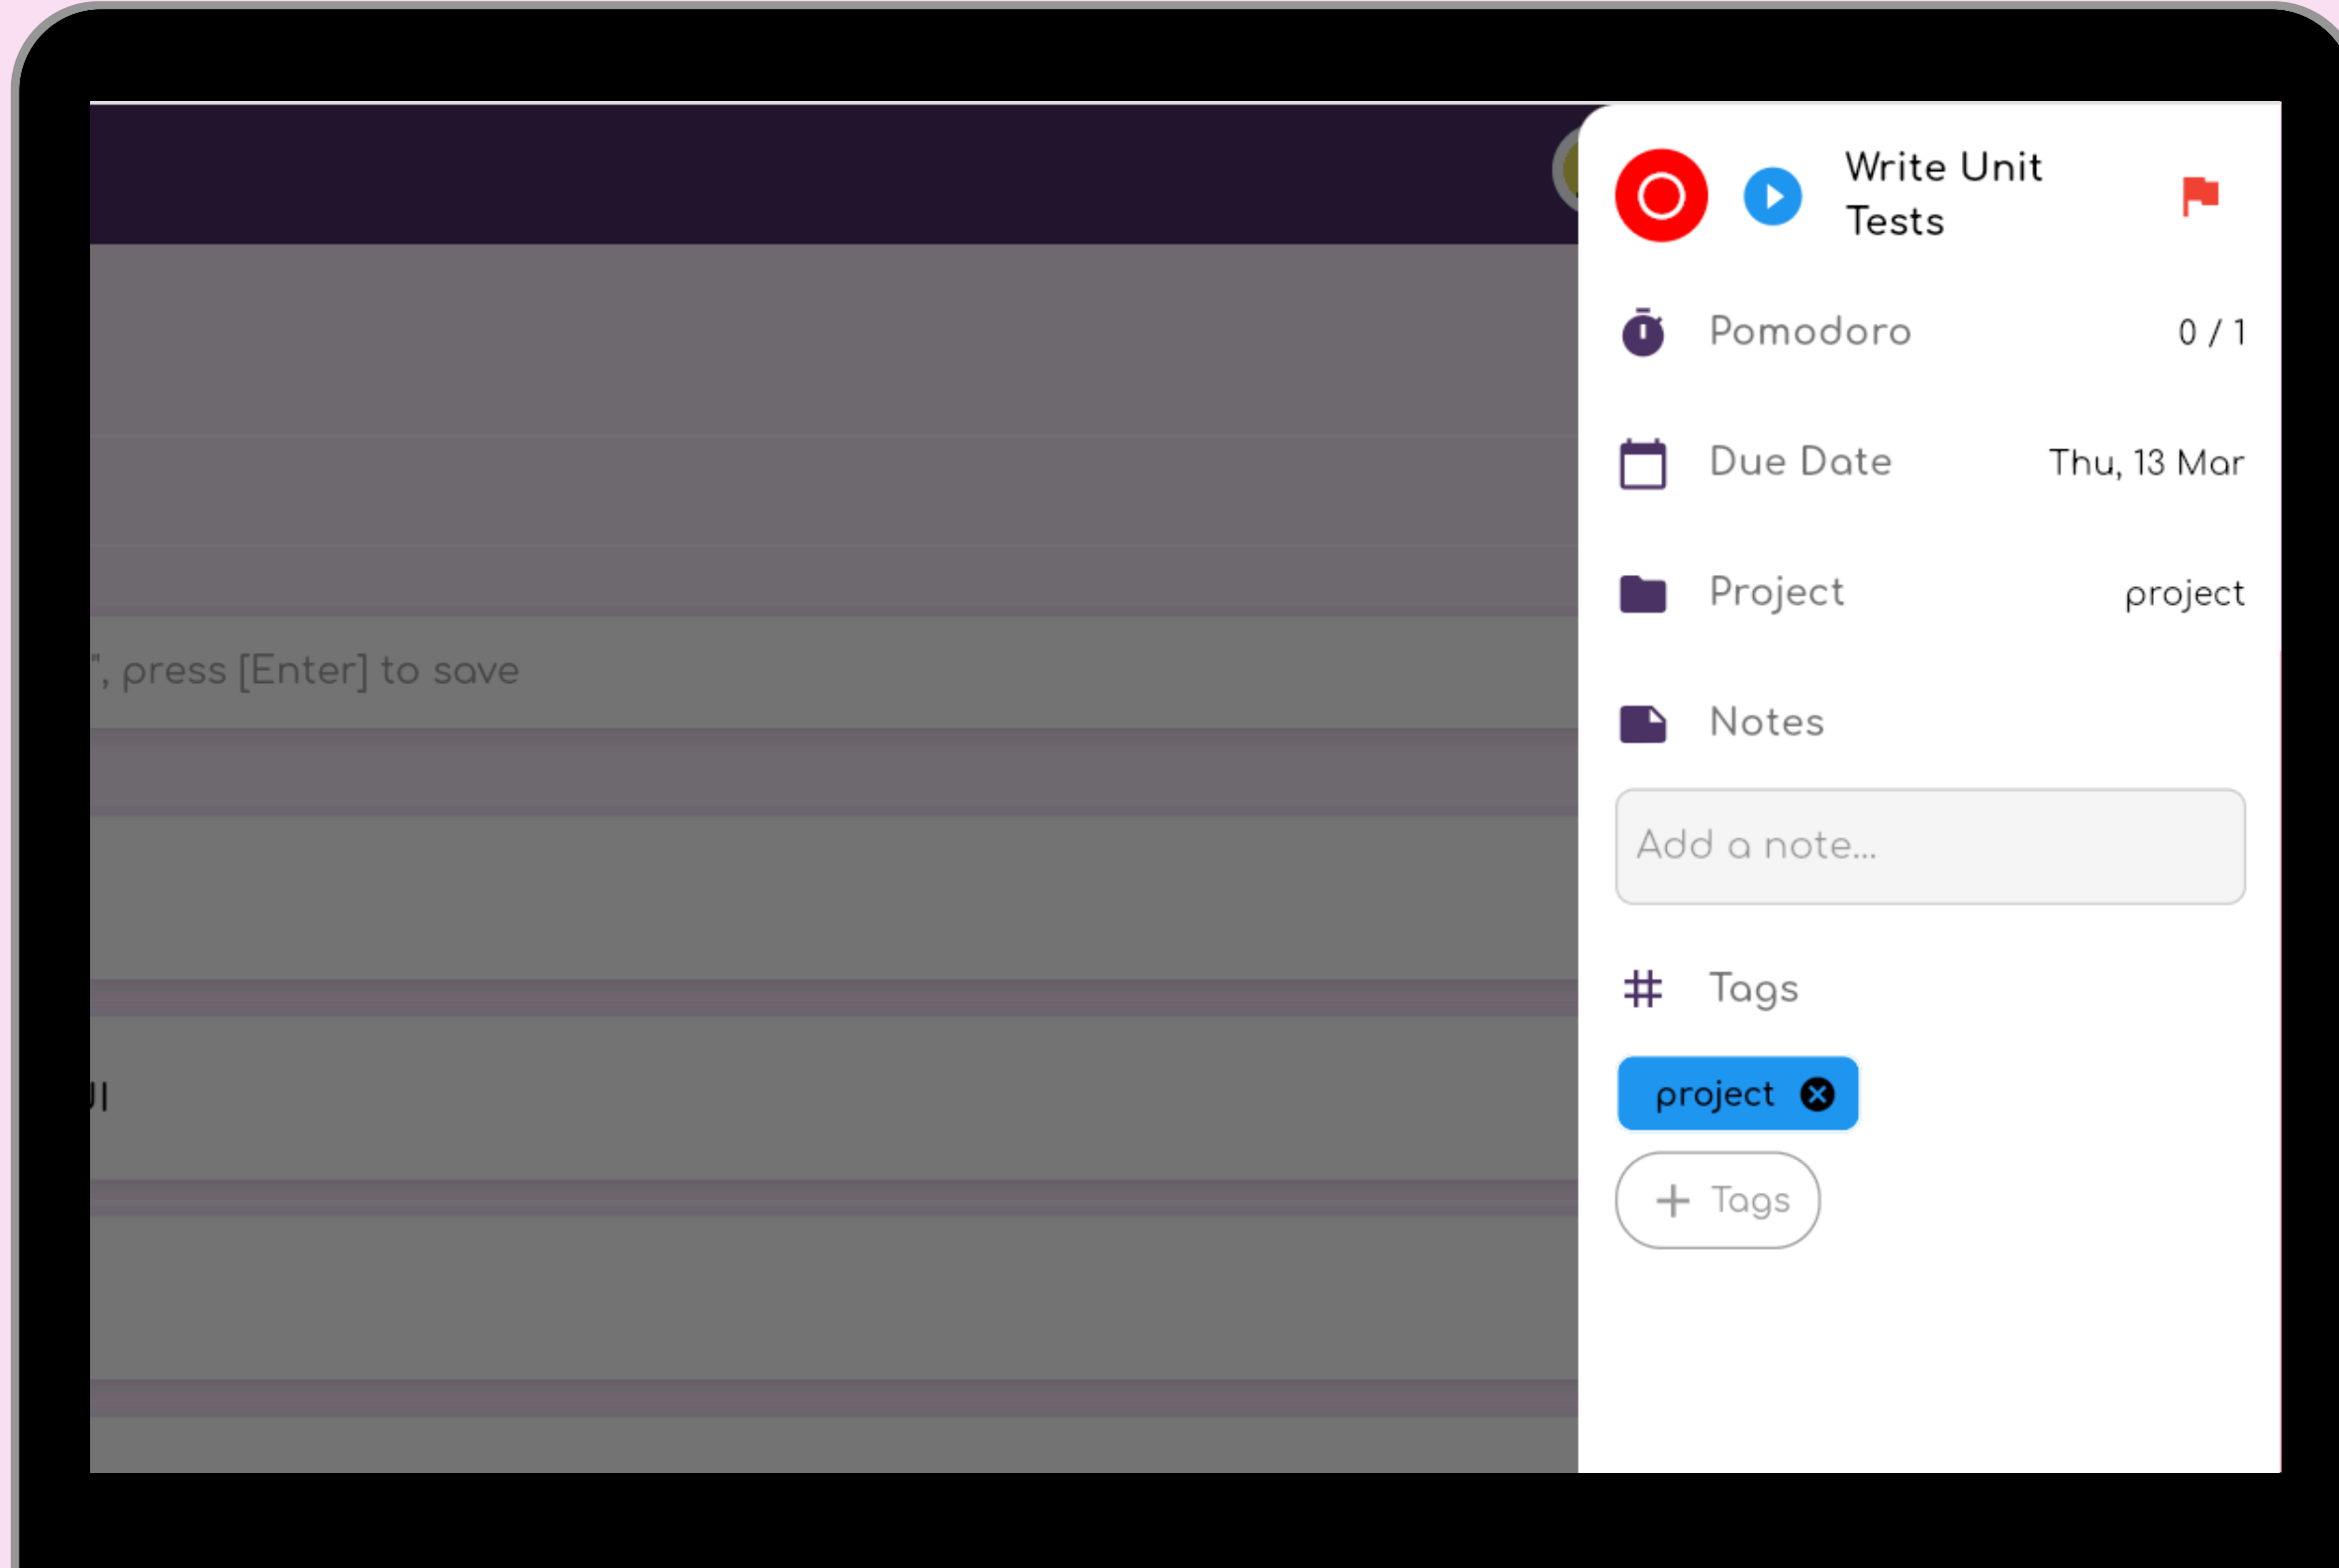 Write Unit
Tests
Pomodoro 0 / 1
Due Date Thu, 13 Mar
Project project
", press [Enter] to save
Notes
Add a note...
Tags
project
+ Tags